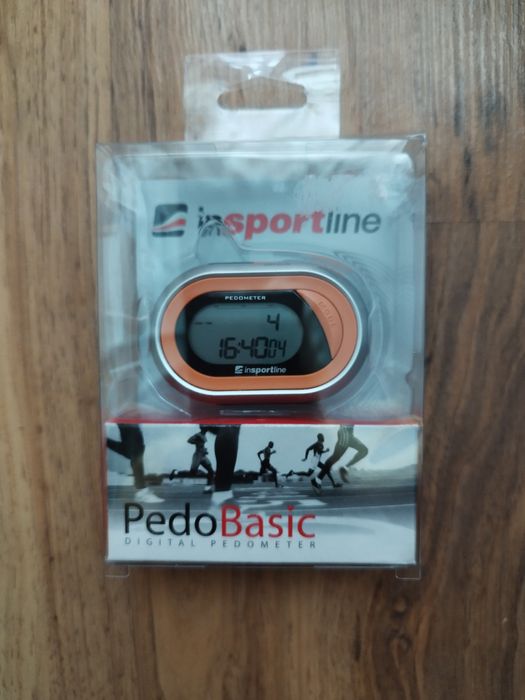 insportline
PEDOMETER
4
16:40 04
insportline
PedoBasic
DIGITAL PEDOMETER